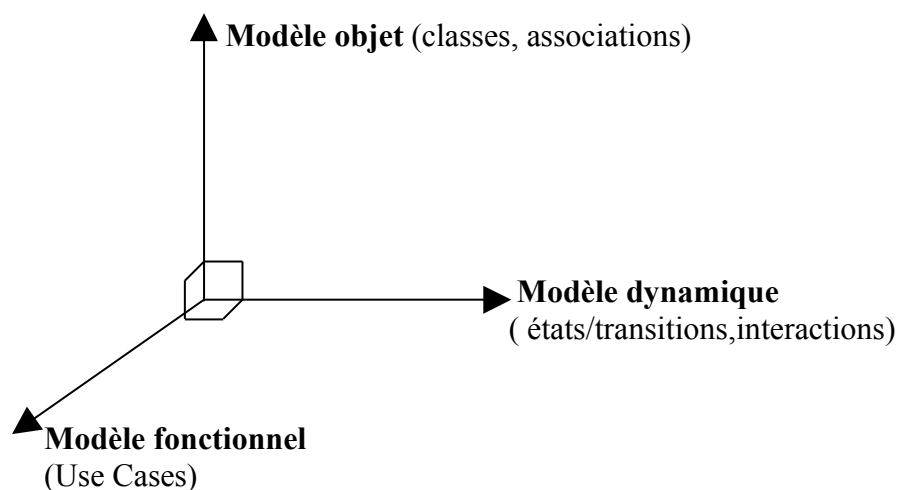 Modèle objet (classes, associations)
Modèle dynamique
( états/transitions,interactions)
Modèle fonctionnel
(Use Cases)